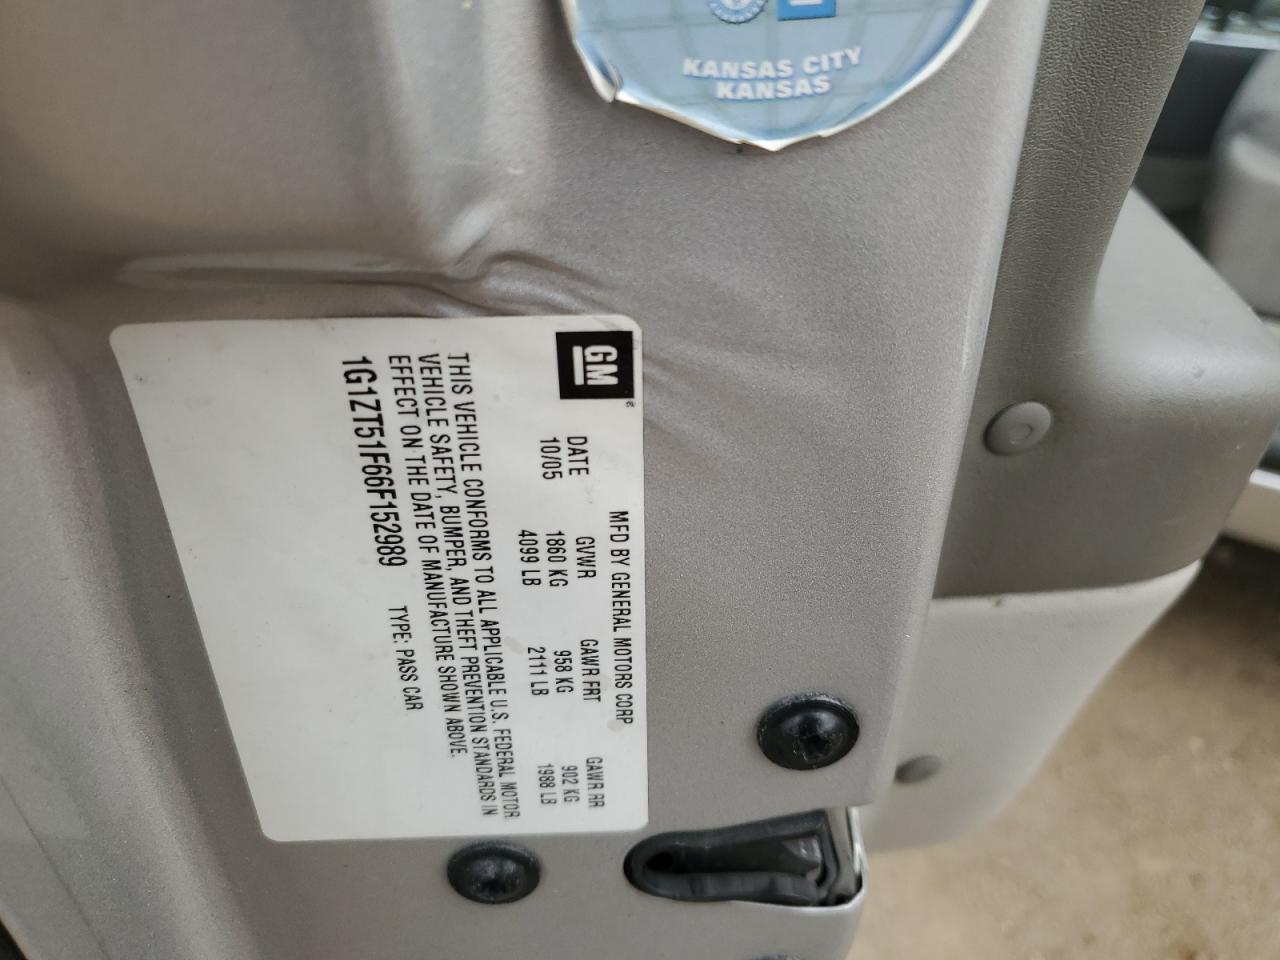 KANSAS CITY
KANSAS
GM
MFD BY GENERAL MOTORS CORP
DATE GVWR GAWR FRT GAWR RR
10/05 1860 KG 958 KG 902 KG
4099 LB 2111 LB 1988 LB
THIS VEHICLE CONFORMS TO ALL APPLICABLE U.S. FEDERAL MOTOR
VEHICLE SAFETY, BUMPER, AND THEFT PREVENTION STANDARDS IN
EFFECT ON THE DATE OF MANUFACTURE SHOWN ABOVE.
1G1ZT51F66F152989 TYPE: PASS CAR